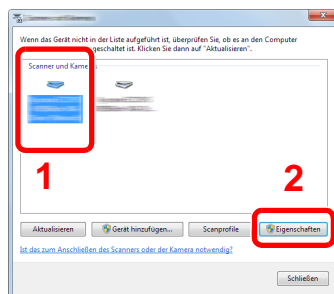 Wenn das Gerät nicht in der Liste aufgeführt ist, überprüfen Sie, ob es an den Computer
geschaltet ist. Klicken Sie dann auf "Aktualisieren".
Scanner und Kameras
1
2
Aktualisieren
Gerät hinzufügen...
Scanprofile
Eigenschaften
Ist das zum Anschließen des Scanners oder der Kamera notwendig?
Schließen